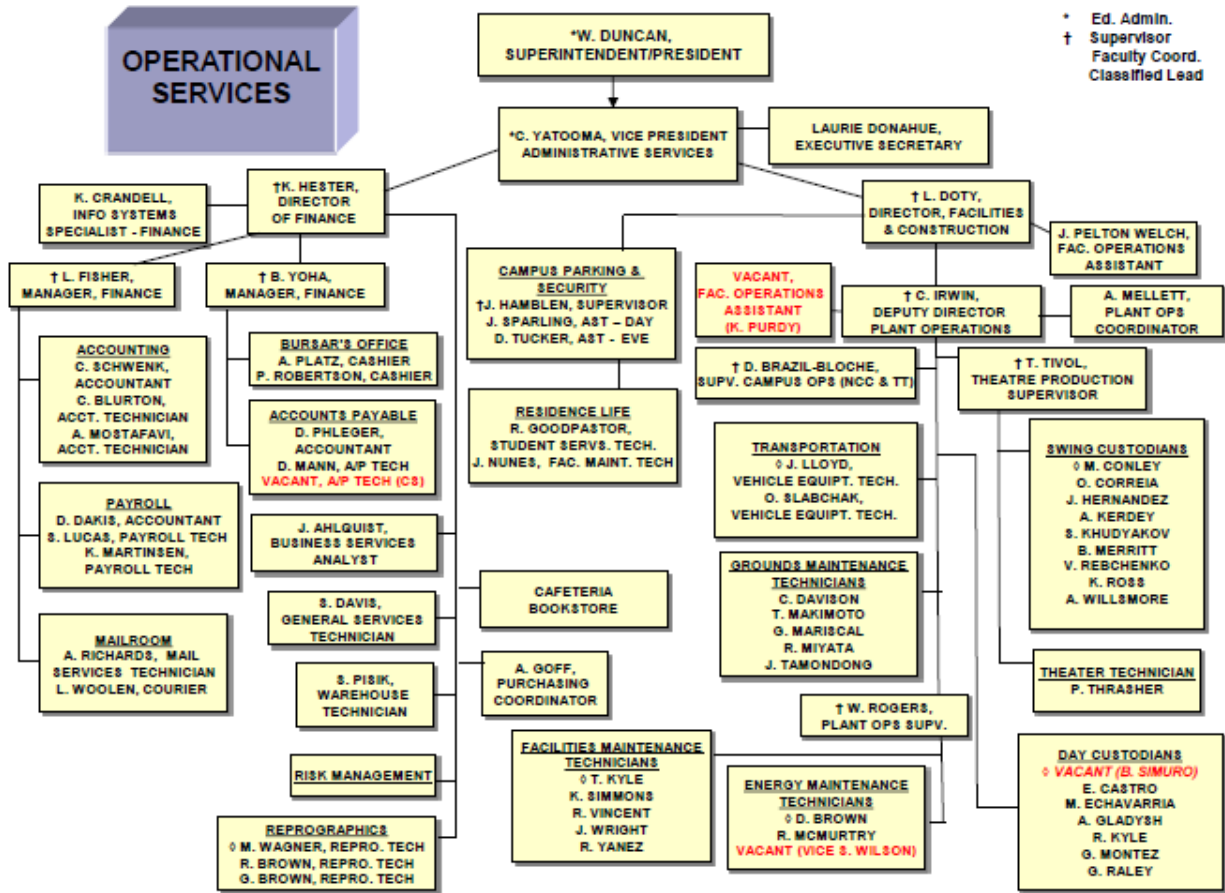 OPERATIONAL
SERVICES
*W. DUNCAN,
SUPERINTENDENT/PRESIDENT
* Ed. Admin.
† Supervisor
Faculty Coord.
Classified Lead
*C. YATOOMA, VICE PRESIDENT
ADMINISTRATIVE SERVICES
LAURIE DONAHUE,
EXECUTIVE SECRETARY
K. CRANDELL,
INFO SYSTEMS
SPECIALIST - FINANCE
†K. HESTER,
DIRECTOR
OF FINANCE
† L. DOTY,
DIRECTOR, FACILITIES
& CONSTRUCTION
J. PELTON WELCH,
FAC. OPERATIONS
ASSISTANT
† L. FISHER,
MANAGER, FINANCE
† B. YOHA,
MANAGER, FINANCE
CAMPUS PARKING &
SECURITY
†J. HAMBLEN, SUPERVISOR
J. SPARLING, AST – DAY
D. TUCKER, AST - EVE
VACANT,
FAC. OPERATIONS
ASSISTANT
(K. PURDY)
† C. IRWIN,
DEPUTY DIRECTOR
PLANT OPERATIONS
A. MELLETT,
PLANT OPS
COORDINATOR
ACCOUNTING
C. SCHWENK,
ACCOUNTANT
C. BLURTON,
ACCT. TECHNICIAN
A. MOSTAFAVI,
ACCT. TECHNICIAN
BURSAR'S OFFICE
A. PLATZ, CASHIER
P. ROBERTSON, CASHIER
† D. BRAZIL-BLOCHE,
SUPV. CAMPUS OPS (NCC & TT)
† T. TIVOL,
THEATRE PRODUCTION
SUPERVISOR
ACCOUNTS PAYABLE
D. PHLEGER,
ACCOUNTANT
D. MANN, A/P TECH
VACANT, A/P TECH (CS)
RESIDENCE LIFE
R. GOODPASTOR,
STUDENT SERVS. TECH.
J. NUNES, FAC. MAINT. TECH
TRANSPORTATION
◊ J. LLOYD,
VEHICLE EQUIPT. TECH.
O. SLABCHAK,
VEHICLE EQUIPT. TECH.
SWING CUSTODIANS
◊ M. CONLEY
O. CORREIA
J. HERNANDEZ
A. KERDEY
S. KHUDYAKOV
B. MERRITT
V. REBCHENKO
K. ROSS
A. WILLSMORE
PAYROLL
D. DAKIS, ACCOUNTANT
S. LUCAS, PAYROLL TECH
K. MARTINSEN,
PAYROLL TECH
J. AHLQUIST,
BUSINESS SERVICES
ANALYST
CAFETERIA
BOOKSTORE
GROUNDS MAINTENANCE
TECHNICIANS
C. DAVISON
T. MAKIMOTO
G. MARISCAL
R. MIYATA
J. TAMONDONG
S. DAVIS,
GENERAL SERVICES
TECHNICIAN
MAILROOM
A. RICHARDS, MAIL
SERVICES TECHNICIAN
L. WOOLEN, COURIER
S. PISIK,
WAREHOUSE
TECHNICIAN
A. GOFF,
PURCHASING
COORDINATOR
THEATER TECHNICIAN
P. THRASHER
† W. ROGERS,
PLANT OPS SUPV.
RISK MANAGEMENT
FACILITIES MAINTENANCE
TECHNICIANS
◊ T. KYLE
K. SIMMONS
R. VINCENT
J. WRIGHT
R. YANEZ
ENERGY MAINTENANCE
TECHNICIANS
◊ D. BROWN
R. MCMURTRY
VACANT (VICE S. WILSON)
DAY CUSTODIANS
◊ VACANT (B. SIMURO)
E. CASTRO
M. ECHAVARRIA
A. GLADYSH
R. KYLE
G. MONTEZ
G. RALEY
REPROGRAPHICS
◊ M. WAGNER, REPRO. TECH
R. BROWN, REPRO. TECH
G. BROWN, REPRO. TECH